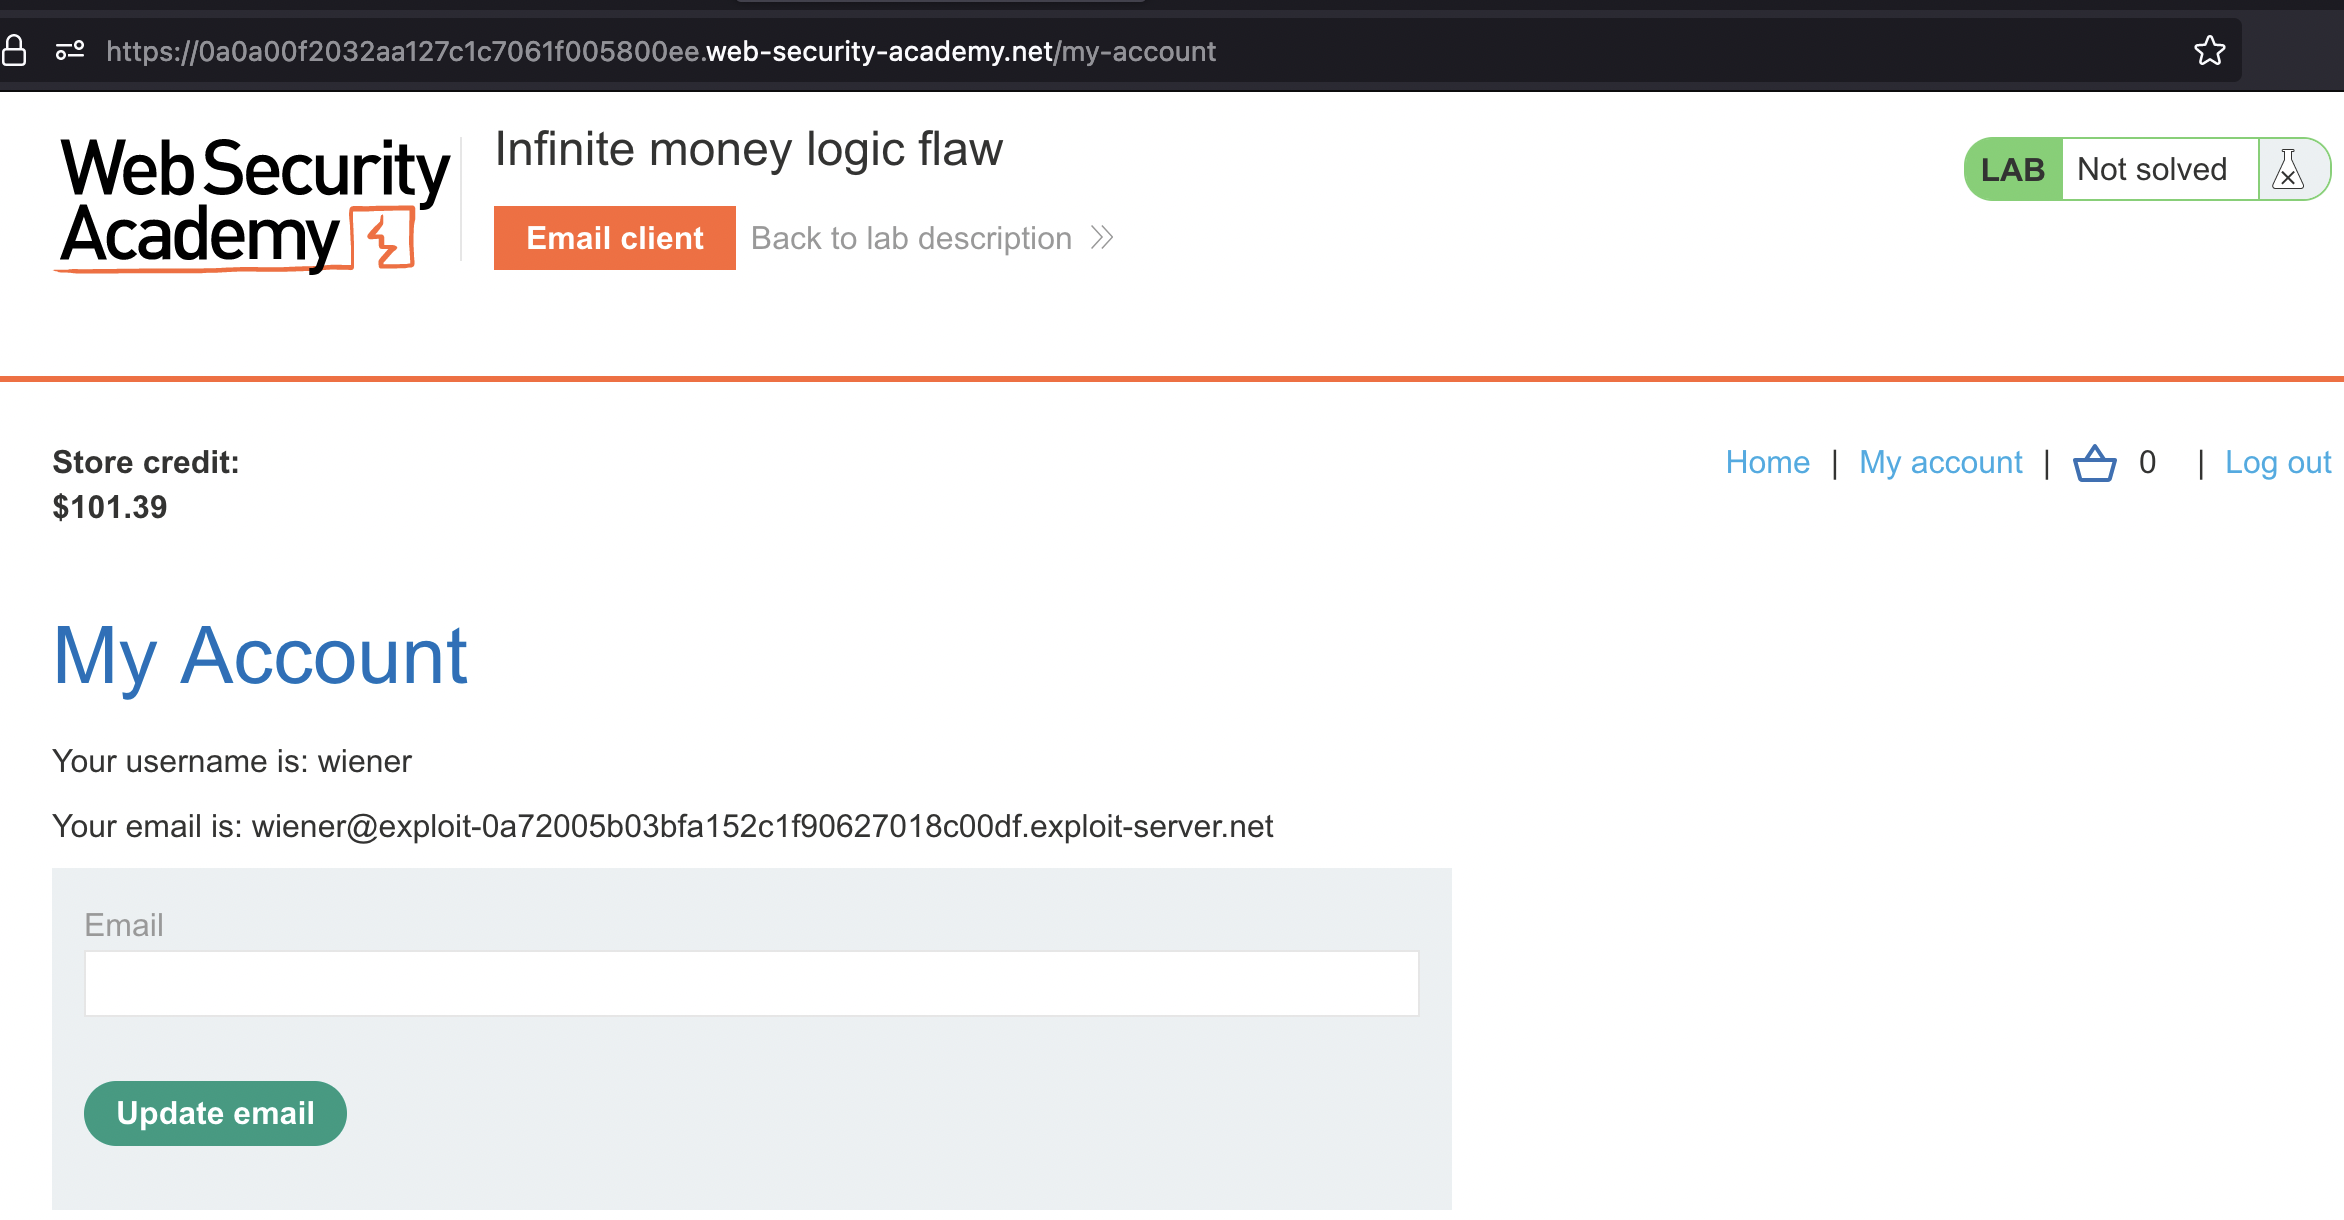 https://0a0a00f2032aa127c1c7061f005800ee.web-security-academy.net/my-account
WebSecurity
Academy
Infinite money logic flaw
Email client
Back to lab description
LAB Not solved
Store credit:
$101.39
Home | My account | 0 | Log out
My Account
Your username is: wiener
Your email is: wiener@exploit-0a72005b03bfa152c1f90627018c00df.exploit-server.net
Email
Update email